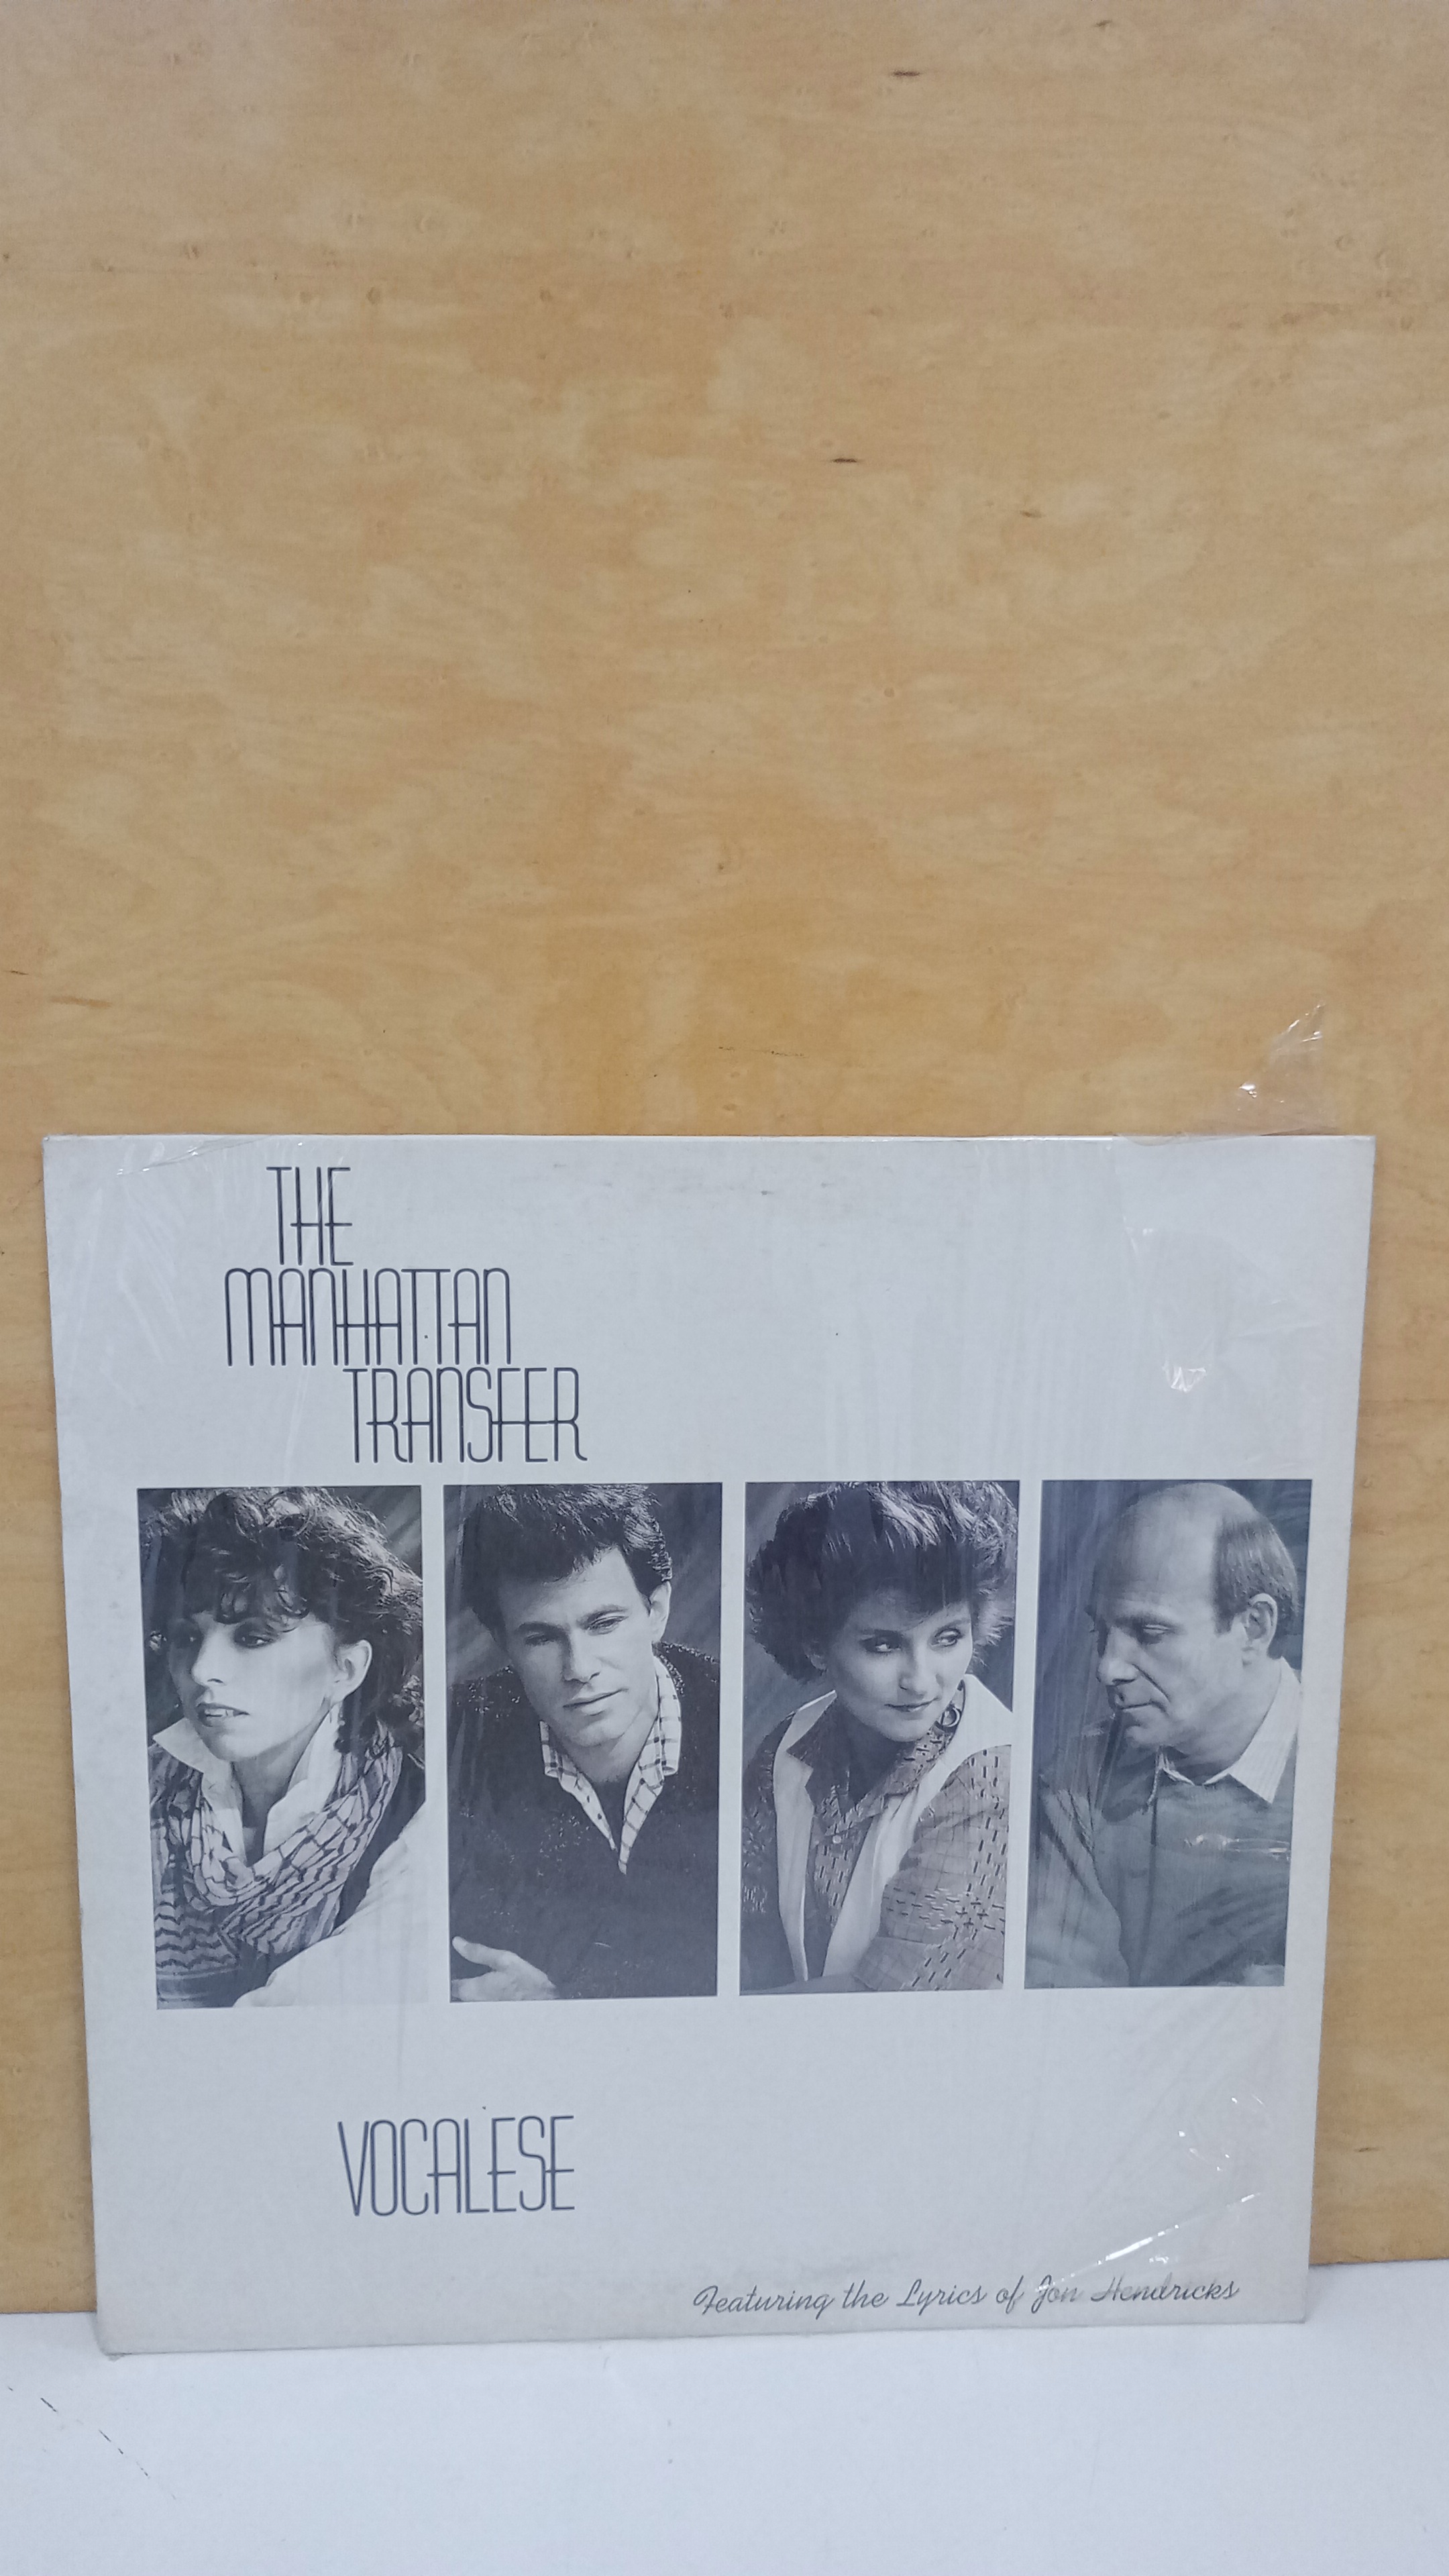 THE
MANHATTAN
TRANSFER
VOCALESE
Featuring the Lyrics of Jon Hendricks